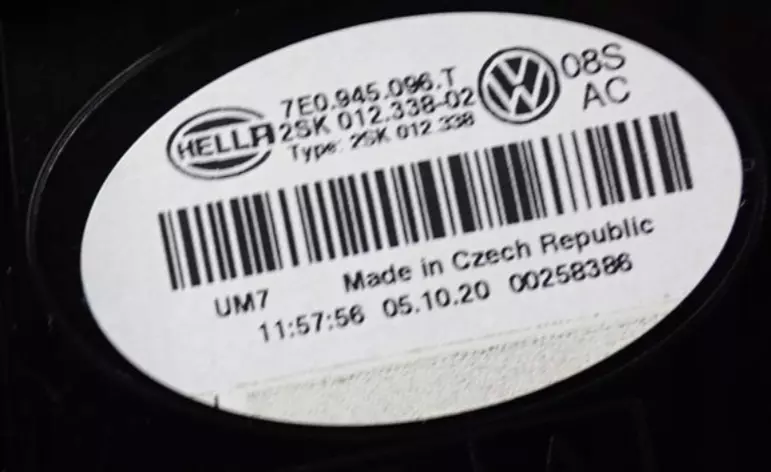 7E0.945.096.T
HELLA 2SK 012.338-02
Type: 2SK 012 338
08S
AC
UM7 Made in Czech Republic
11:57:56 05.10.20 00258386